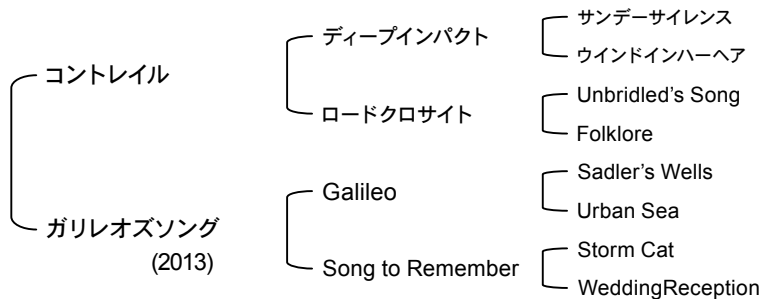 コントレイル
ディープインパクト
サンデーサイレンス
ウインドインハーヘア
ロードクロサイト
Unbridled’s Song
Folklore
ガリレオズソング
(2013)
Galileo
Sadler’s Wells
Urban Sea
Song to Remember
Storm Cat
WeddingReception